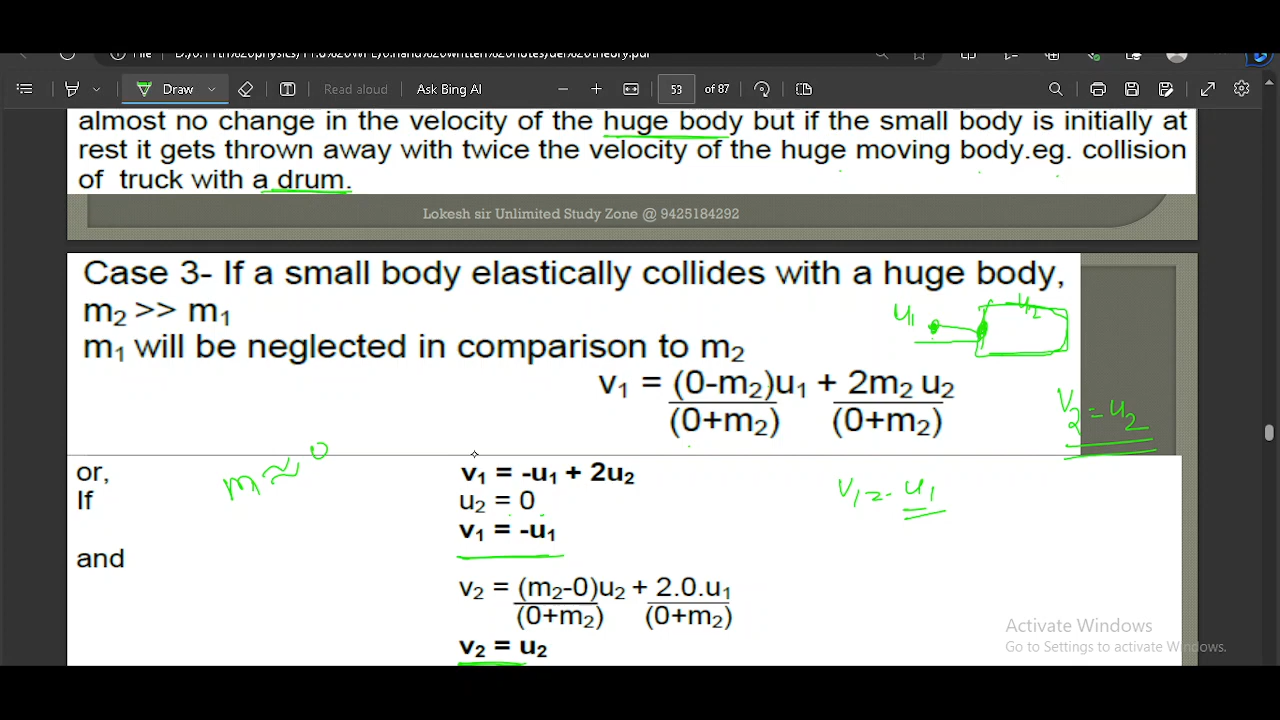 Draw
Read aloud
Ask Bing AI
53
of 87
almost no change in the velocity of the huge body but if the small body is initially at
rest it gets thrown away with twice the velocity of the huge moving body.eg. collision
of truck with a drum.
Lokesh sir Unlimited Study Zone @ 9425184292
Case 3- If a small body elastically collides with a huge body,
m₂ >> m₁
u₁
u₂
m₁ will be neglected in comparison to m₂
v₁ = (0-m₂)u₁ + 2m₂ u₂
(0+m₂) (0+m₂)
v₂ = u₂
or,
m₁ ≈ 0
v₁ = -u₁ + 2u₂
v₁ = - u₁
If
u₂ = 0
v₁ = -u₁
and
v₂ = (m₂-0)u₂ + 2.0.u₁
(0+m₂) (0+m₂)
v₂ = u₂
Activate Windows
Go to Settings to activate Windows.